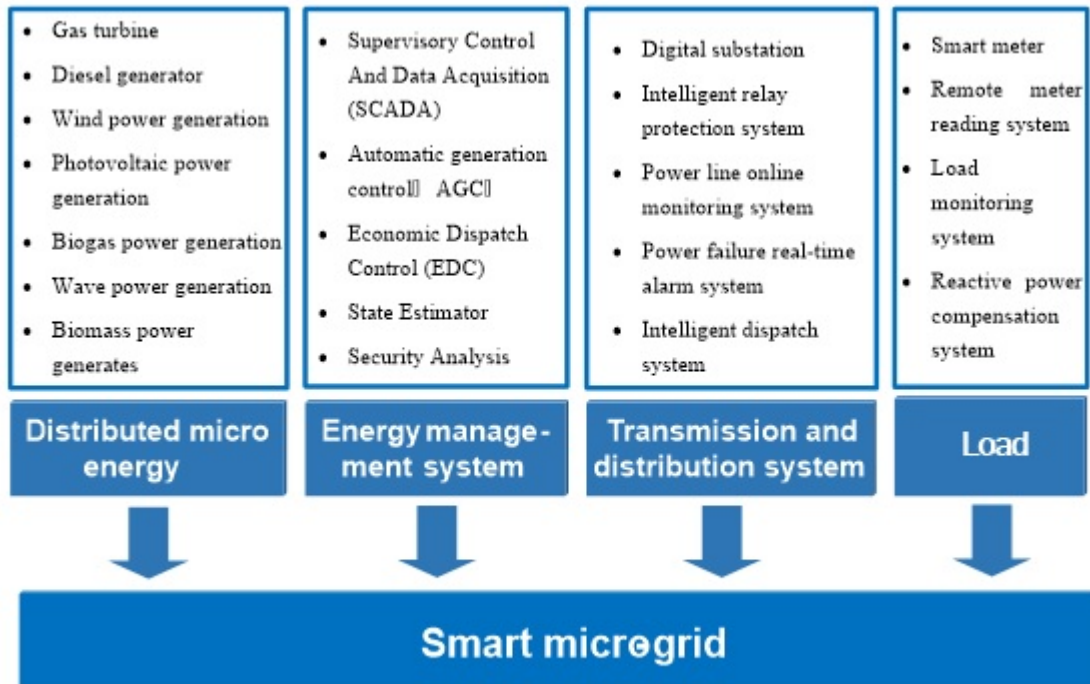 • Gas turbine
• Diesel generator
• Wind power generation
• Photovoltaic power
generation
• Biogas power generation
• Wave power generation
• Biomass power
generates
Distributed micro
energy
• Supervisory Control
And Data Acquisition
(SCADA)
• Automatic generation
control▯ AGC▯
• Economic Dispatch
Control (EDC)
• State Estimator
• Security Analysis
Energy manage-
ment system
• Digital substation
• Intelligent relay
protection system
• Power line online
monitoring system
• Power failure real-time
alarm system
• Intelligent dispatch
system
Transmission and
distribution system
• Smart meter
• Remote meter
reading system
• Load
monitoring
system
• Reactive power
compensation
system
Load
Smart microgrid